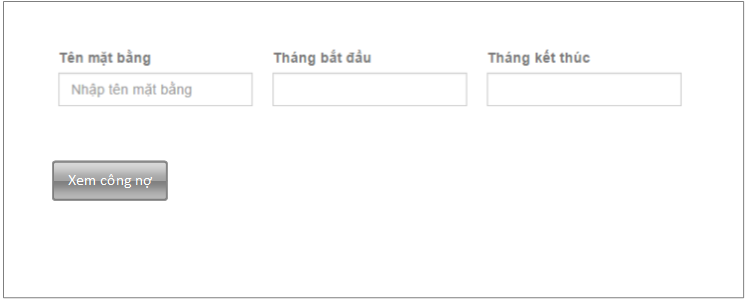 Tên mặt bằng Tháng bắt đầu Tháng kết thúc
Nhập tên mặt bằng
Xem công nợ